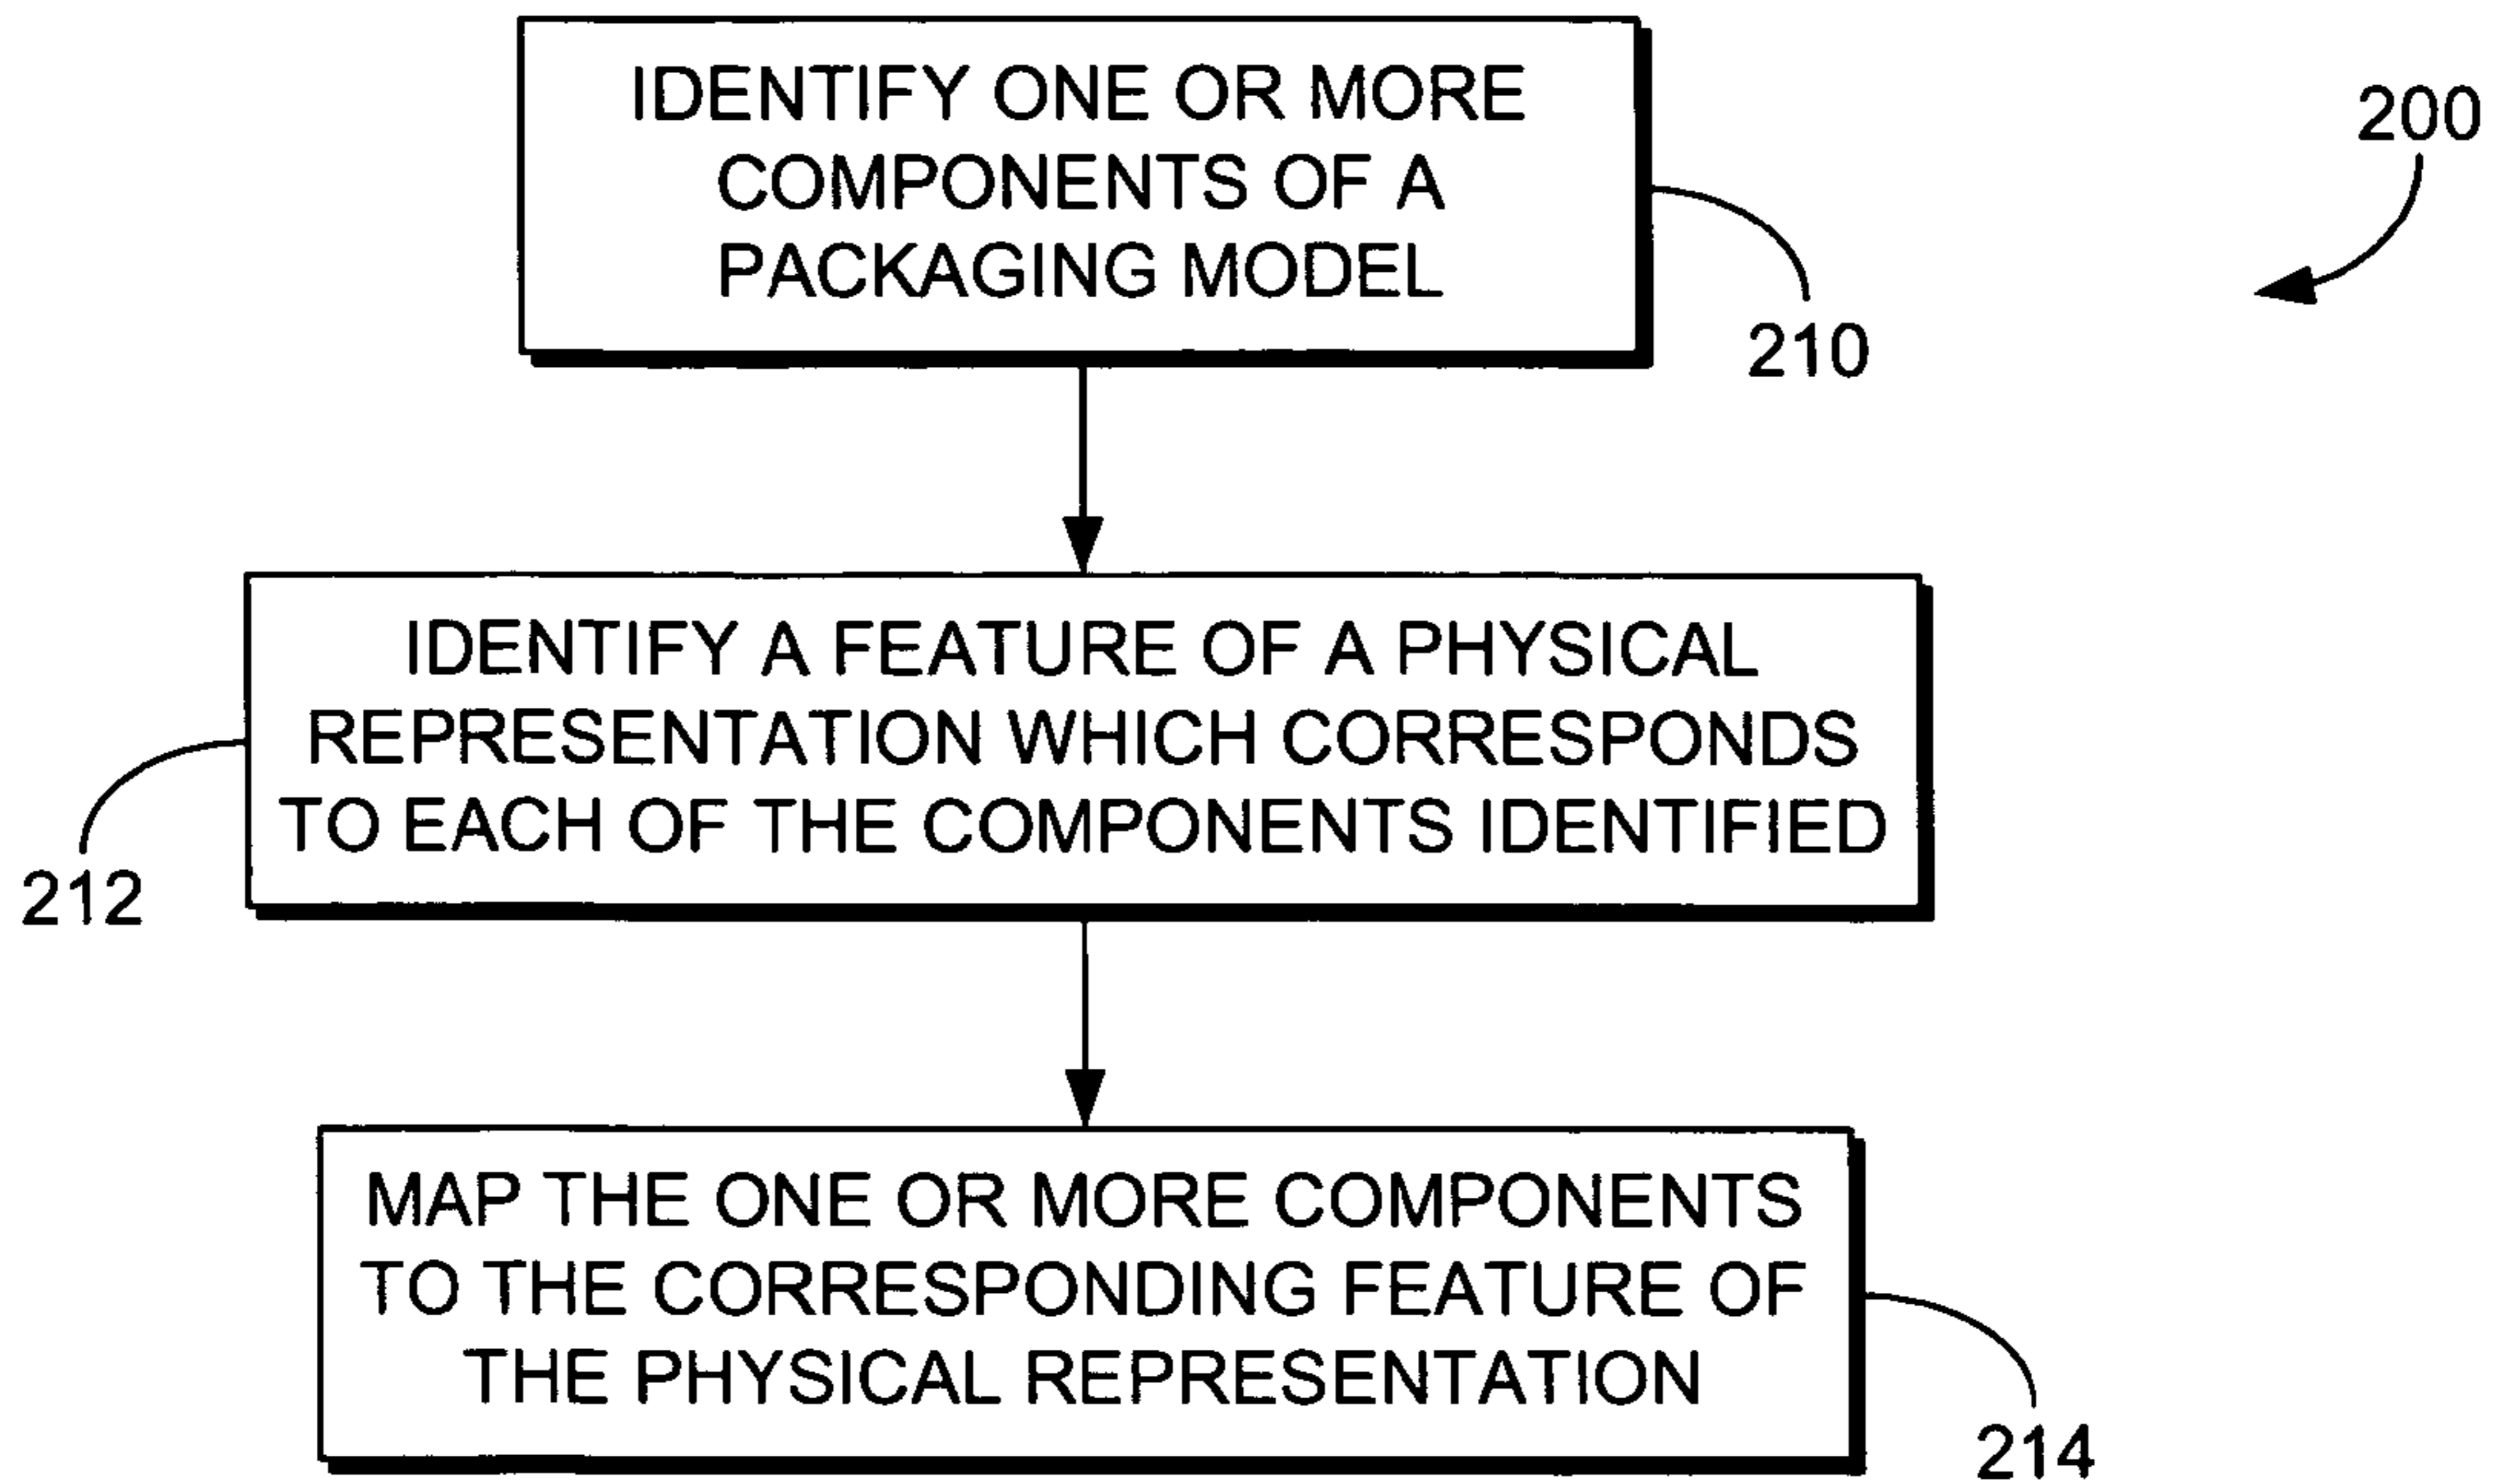 IDENTIFY ONE OR MORE
COMPONENTS OF A
PACKAGING MODEL
200
210
IDENTIFY A FEATURE OF A PHYSICAL
REPRESENTATION WHICH CORRESPONDS
TO EACH OF THE COMPONENTS IDENTIFIED
212
MAP THE ONE OR MORE COMPONENTS
TO THE CORRESPONDING FEATURE OF
THE PHYSICAL REPRESENTATION
214